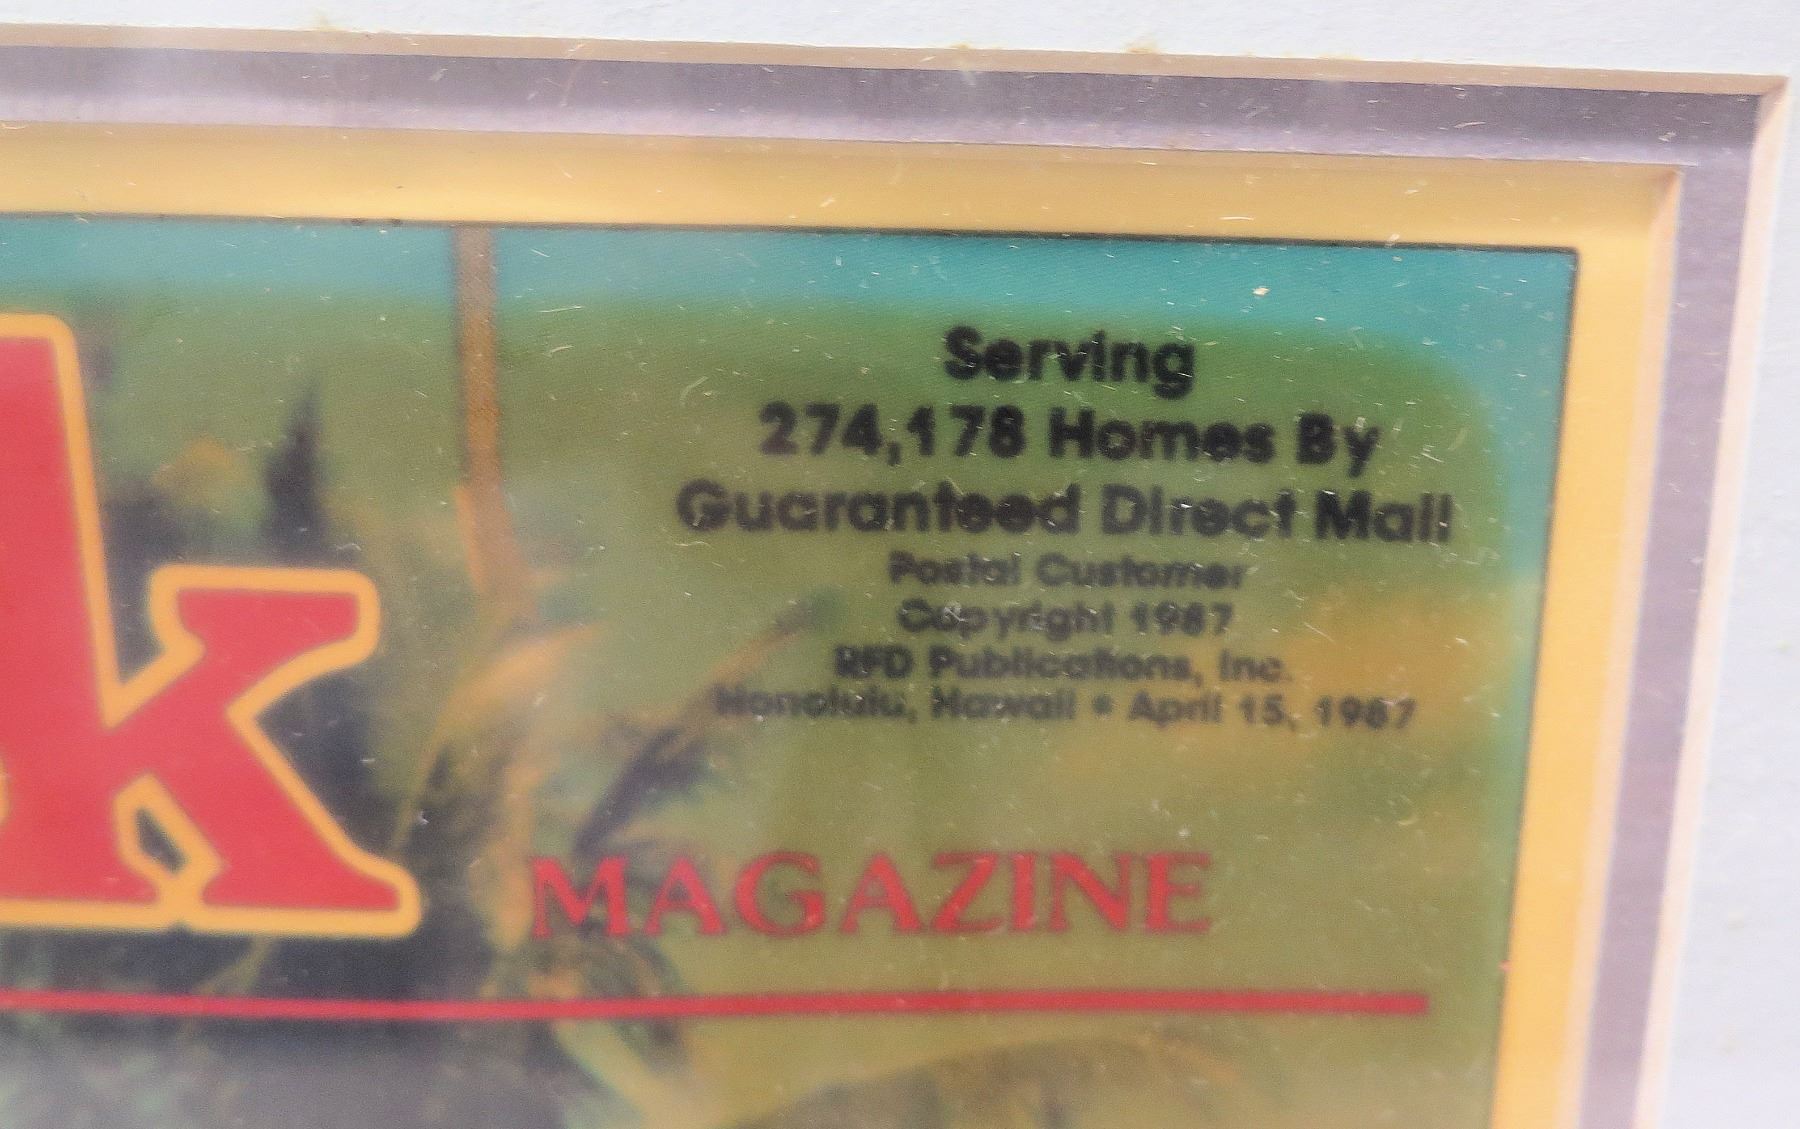 Serving
274,178 Homes By
Guaranteed Direct Mail
Postal Customer
Copyright 1987
RFD Publications, Inc.
Honolulu, Hawaii • April 15, 1987
k
MAGAZINE